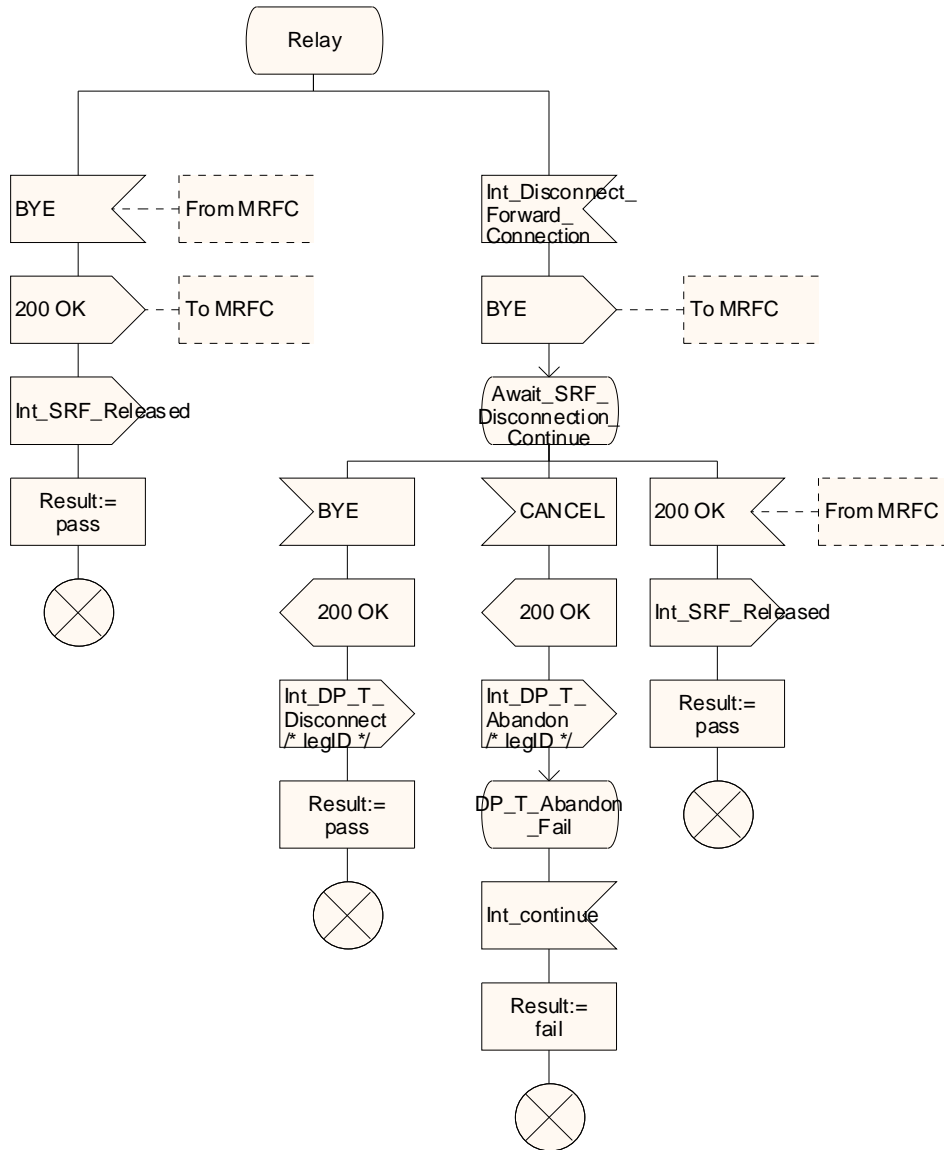 Relay
BYE
From MRFC
Int_Disconnect_
Forward_
Connection
200 OK
To MRFC
BYE
To MRFC
Int_SRF_Released
Await_SRF_
Disconnection_
Continue
Result:=
pass
BYE
CANCEL
200 OK
From MRFC
200 OK
200 OK
Int_SRF_Released
Int_DP_T_
Disconnect
/* legID */
Int_DP_T_
Abandon
/* legID */
Result:=
pass
Result:=
pass
DP_T_Abandon
_Fail
Int_continue
Result:=
fail